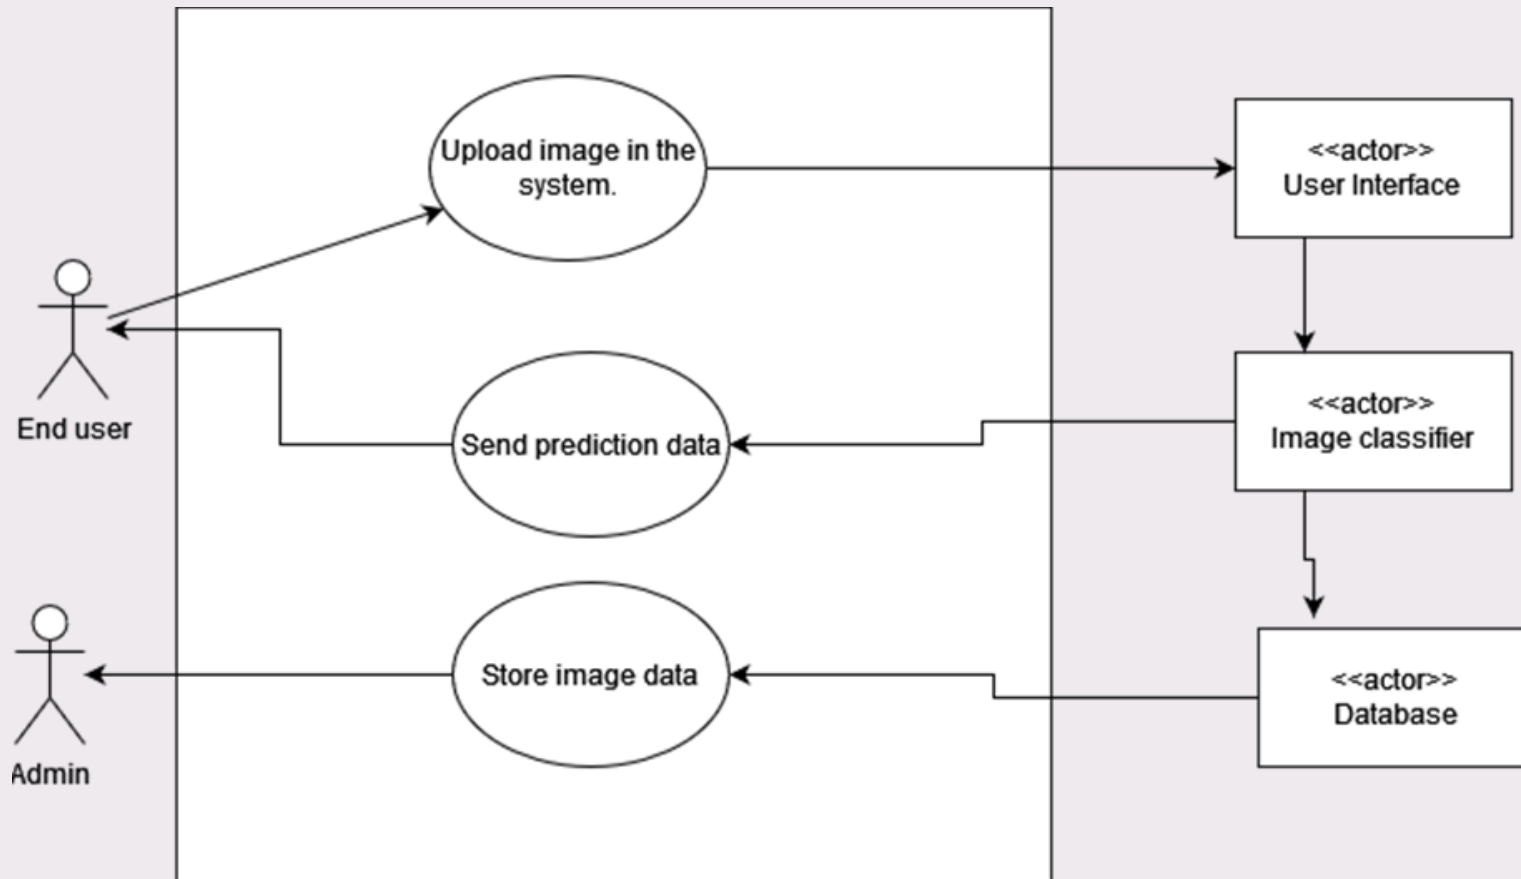 Upload image in the
system.
<<actor>>
User Interface
End user
Send prediction data
<<actor>>
Image classifier
Admin
Store image data
<<actor>>
Database